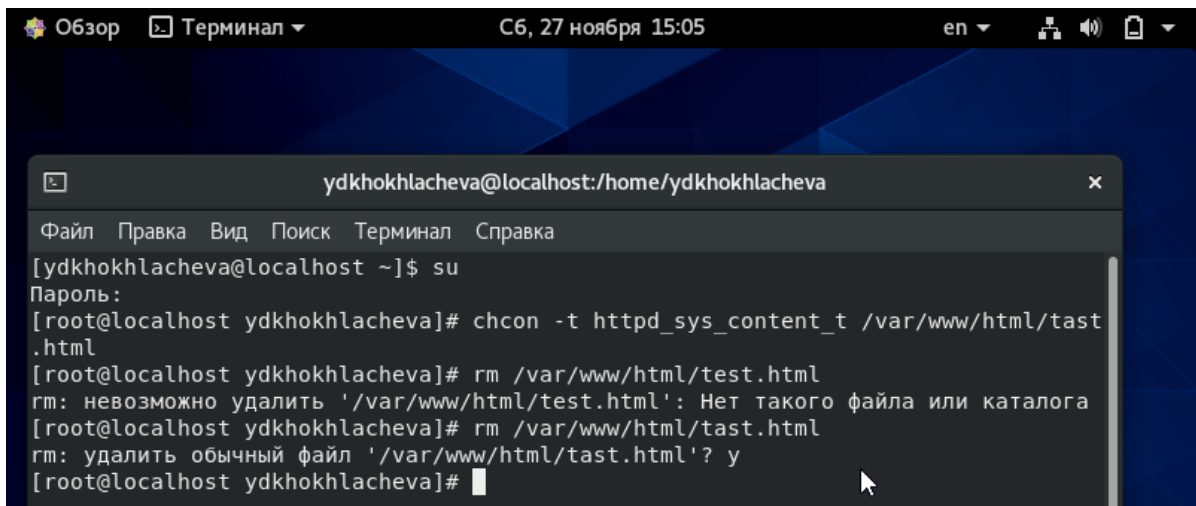 Обзор Терминал Сб, 27 ноября 15:05 en
ydkhokhlacheva@localhost:/home/ydkhokhlacheva ×
Файл Правка Вид Поиск Терминал Справка
[ydkhokhlacheva@localhost ~]$ su
Пароль:
[root@localhost ydkhokhlacheva]# chcon -t httpd_sys_content_t /var/www/html/tast
.html
[root@localhost ydkhokhlacheva]# rm /var/www/html/test.html
rm: невозможно удалить '/var/www/html/test.html': Нет такого файла или каталога
[root@localhost ydkhokhlacheva]# rm /var/www/html/tast.html
rm: удалить обычный файл '/var/www/html/tast.html'? y
[root@localhost ydkhokhlacheva]#